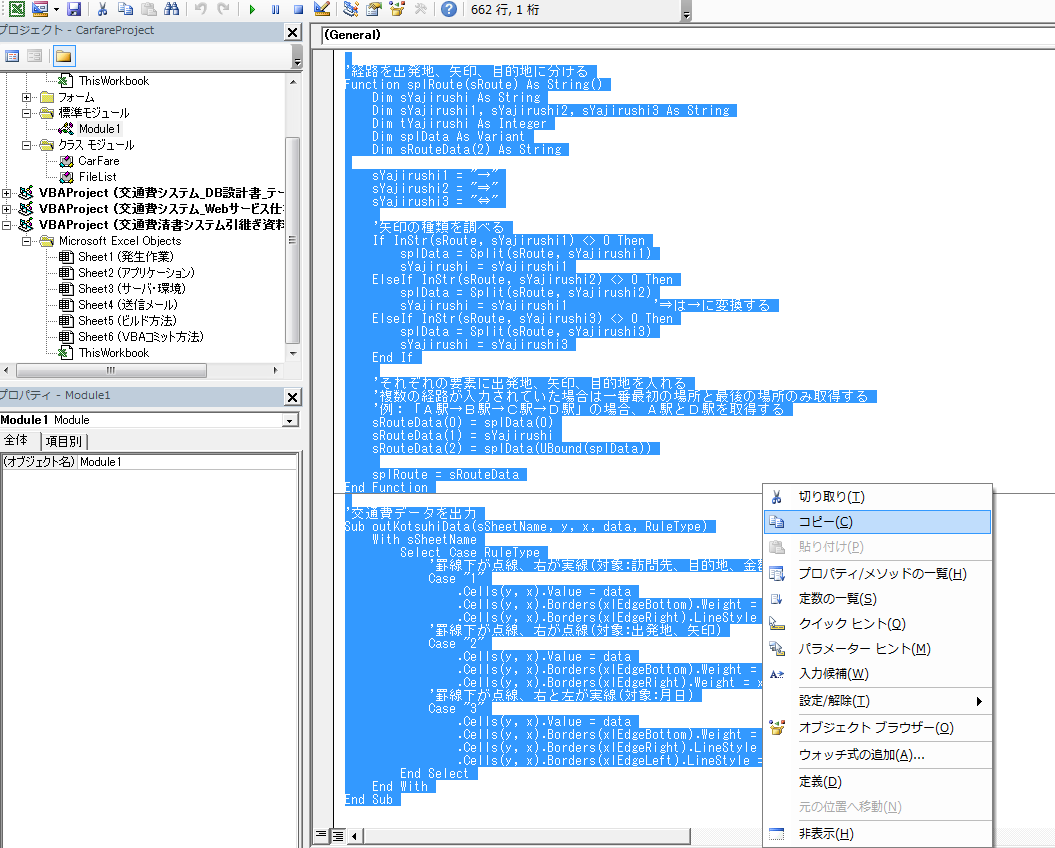 662 行, 1 桁
プロジェクト - CarfareProject
ThisWorkbook
フォーム
標準モジュール
Module1
クラス モジュール
CarFare
FileList
VBAProject (交通費システム_DB設計書_テー
VBAProject (交通費システム_Webサービス仕
VBAProject (交通費済書システム引継ぎ資料
Microsoft Excel Objects
Sheet1 (発生作業)
Sheet2 (アプリケーション)
Sheet3 (サーバ・環境)
Sheet4 (送信メール)
Sheet5 (ビルド方法)
Sheet6 (VBAコミット方法)
ThisWorkbook
プロパティ - Module1
Module1 Module
全体 項目別
(オブジェクト名) Module1
(General)
'経路を出発地、矢印、目的地に分ける
Function splRoute(sRoute) As String()
Dim sYajirushi As String
Dim sYajirushi1, sYajirushi2, sYajirushi3 As String
Dim tYajirushi As Integer
Dim splData As Variant
Dim sRouteData(2) As String
sYajirushi1 = "→"
sYajirushi2 = "⇒"
sYajirushi3 = "⇔"
'矢印の種類を調べる
If InStr(sRoute, sYajirushi1) <> 0 Then
splData = Split(sRoute, sYajirushi1)
sYajirushi = sYajirushi1
ElseIf InStr(sRoute, sYajirushi2) <> 0 Then
splData = Split(sRoute, sYajirushi2)
sYajirushi = sYajirushi1 '⇒は→に変換する
ElseIf InStr(sRoute, sYajirushi3) <> 0 Then
splData = Split(sRoute, sYajirushi3)
sYajirushi = sYajirushi3
End If
'それぞれの要素に出発地、矢印、目的地を入れる
'複数の経路が入力されていた場合は一番最初の場所と最後の場所のみ取得する
'例：「Ａ駅→Ｂ駅→Ｃ駅→Ｄ駅」の場合、Ａ駅とＤ駅を取得する
sRouteData(0) = splData(0)
sRouteData(1) = sYajirushi
sRouteData(2) = splData(UBound(splData))
splRoute = sRouteData
End Function
'交通費データを出力
Sub outKotsuhiData(sSheetName, y, x, data, RuleType)
With sSheetName
Select Case RuleType
'罫線下が点線、右が実線(対象:訪問先、目的地、金額
Case "1"
.Cells(y, x).Value = data
.Cells(y, x).Borders(xlEdgeBottom).Weight =
.Cells(y, x).Borders(xlEdgeRight).LineStyle
'罫線下が点線、右が点線(対象:出発地、矢印)
Case "2"
.Cells(y, x).Value = data
.Cells(y, x).Borders(xlEdgeBottom).Weight =
.Cells(y, x).Borders(xlEdgeRight).Weight = x
'罫線下が点線、右と左が実線(対象:月日)
Case "3"
.Cells(y, x).Value = data
.Cells(y, x).Borders(xlEdgeBottom).Weight =
.Cells(y, x).Borders(xlEdgeRight).LineStyle
.Cells(y, x).Borders(xlEdgeLeft).LineStyle =
End Select
End With
End Sub
切り取り(T)
コピー(C)
貼り付け(P)
プロパティ/メソッドの一覧(H)
定数の一覧(S)
クイック ヒント(Q)
パラメーター ヒント(M)
入力候補(W)
設定/解除(T)
オブジェクト ブラウザー(O)
ウォッチ式の追加(A)...
定義(D)
元の位置へ移動(N)
非表示(H)